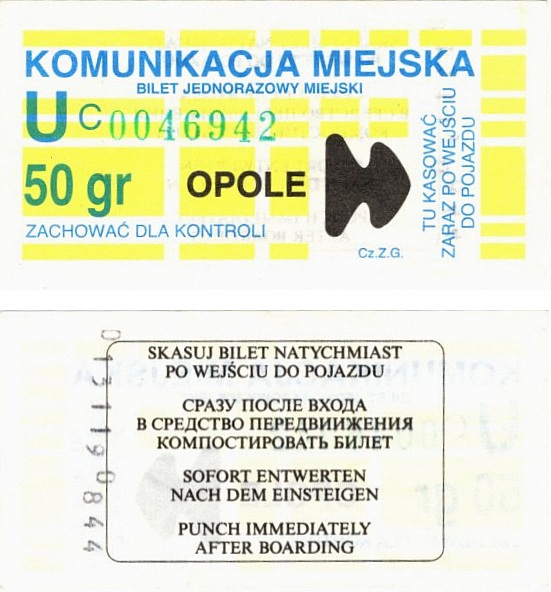 KOMUNIKACJA MIEJSKA
BILET JEDNORAZOWY MIEJSKI
U C0046942
50 gr OPOLE
ZACHOWAĆ DLA KONTROLI
Cz.Z.G.
TU KASOWAĆ
ZARAZ PO WEJŚCIU
DO POJAZDU
SKASUJ BILET NATYCHMIAST
PO WEJŚCIU DO POJAZDU
СРАЗУ ПОСЛЕ ВХОДА
В СРЕДСТВО ПЕРЕДВИИЖЕНИЯ
КОМПОСТИРОВАТЬ БИЛЕТ
SOFORT ENTWERTEN
NACH DEM EINSTEIGEN
PUNCH IMMEDIATELY
AFTER BOARDING